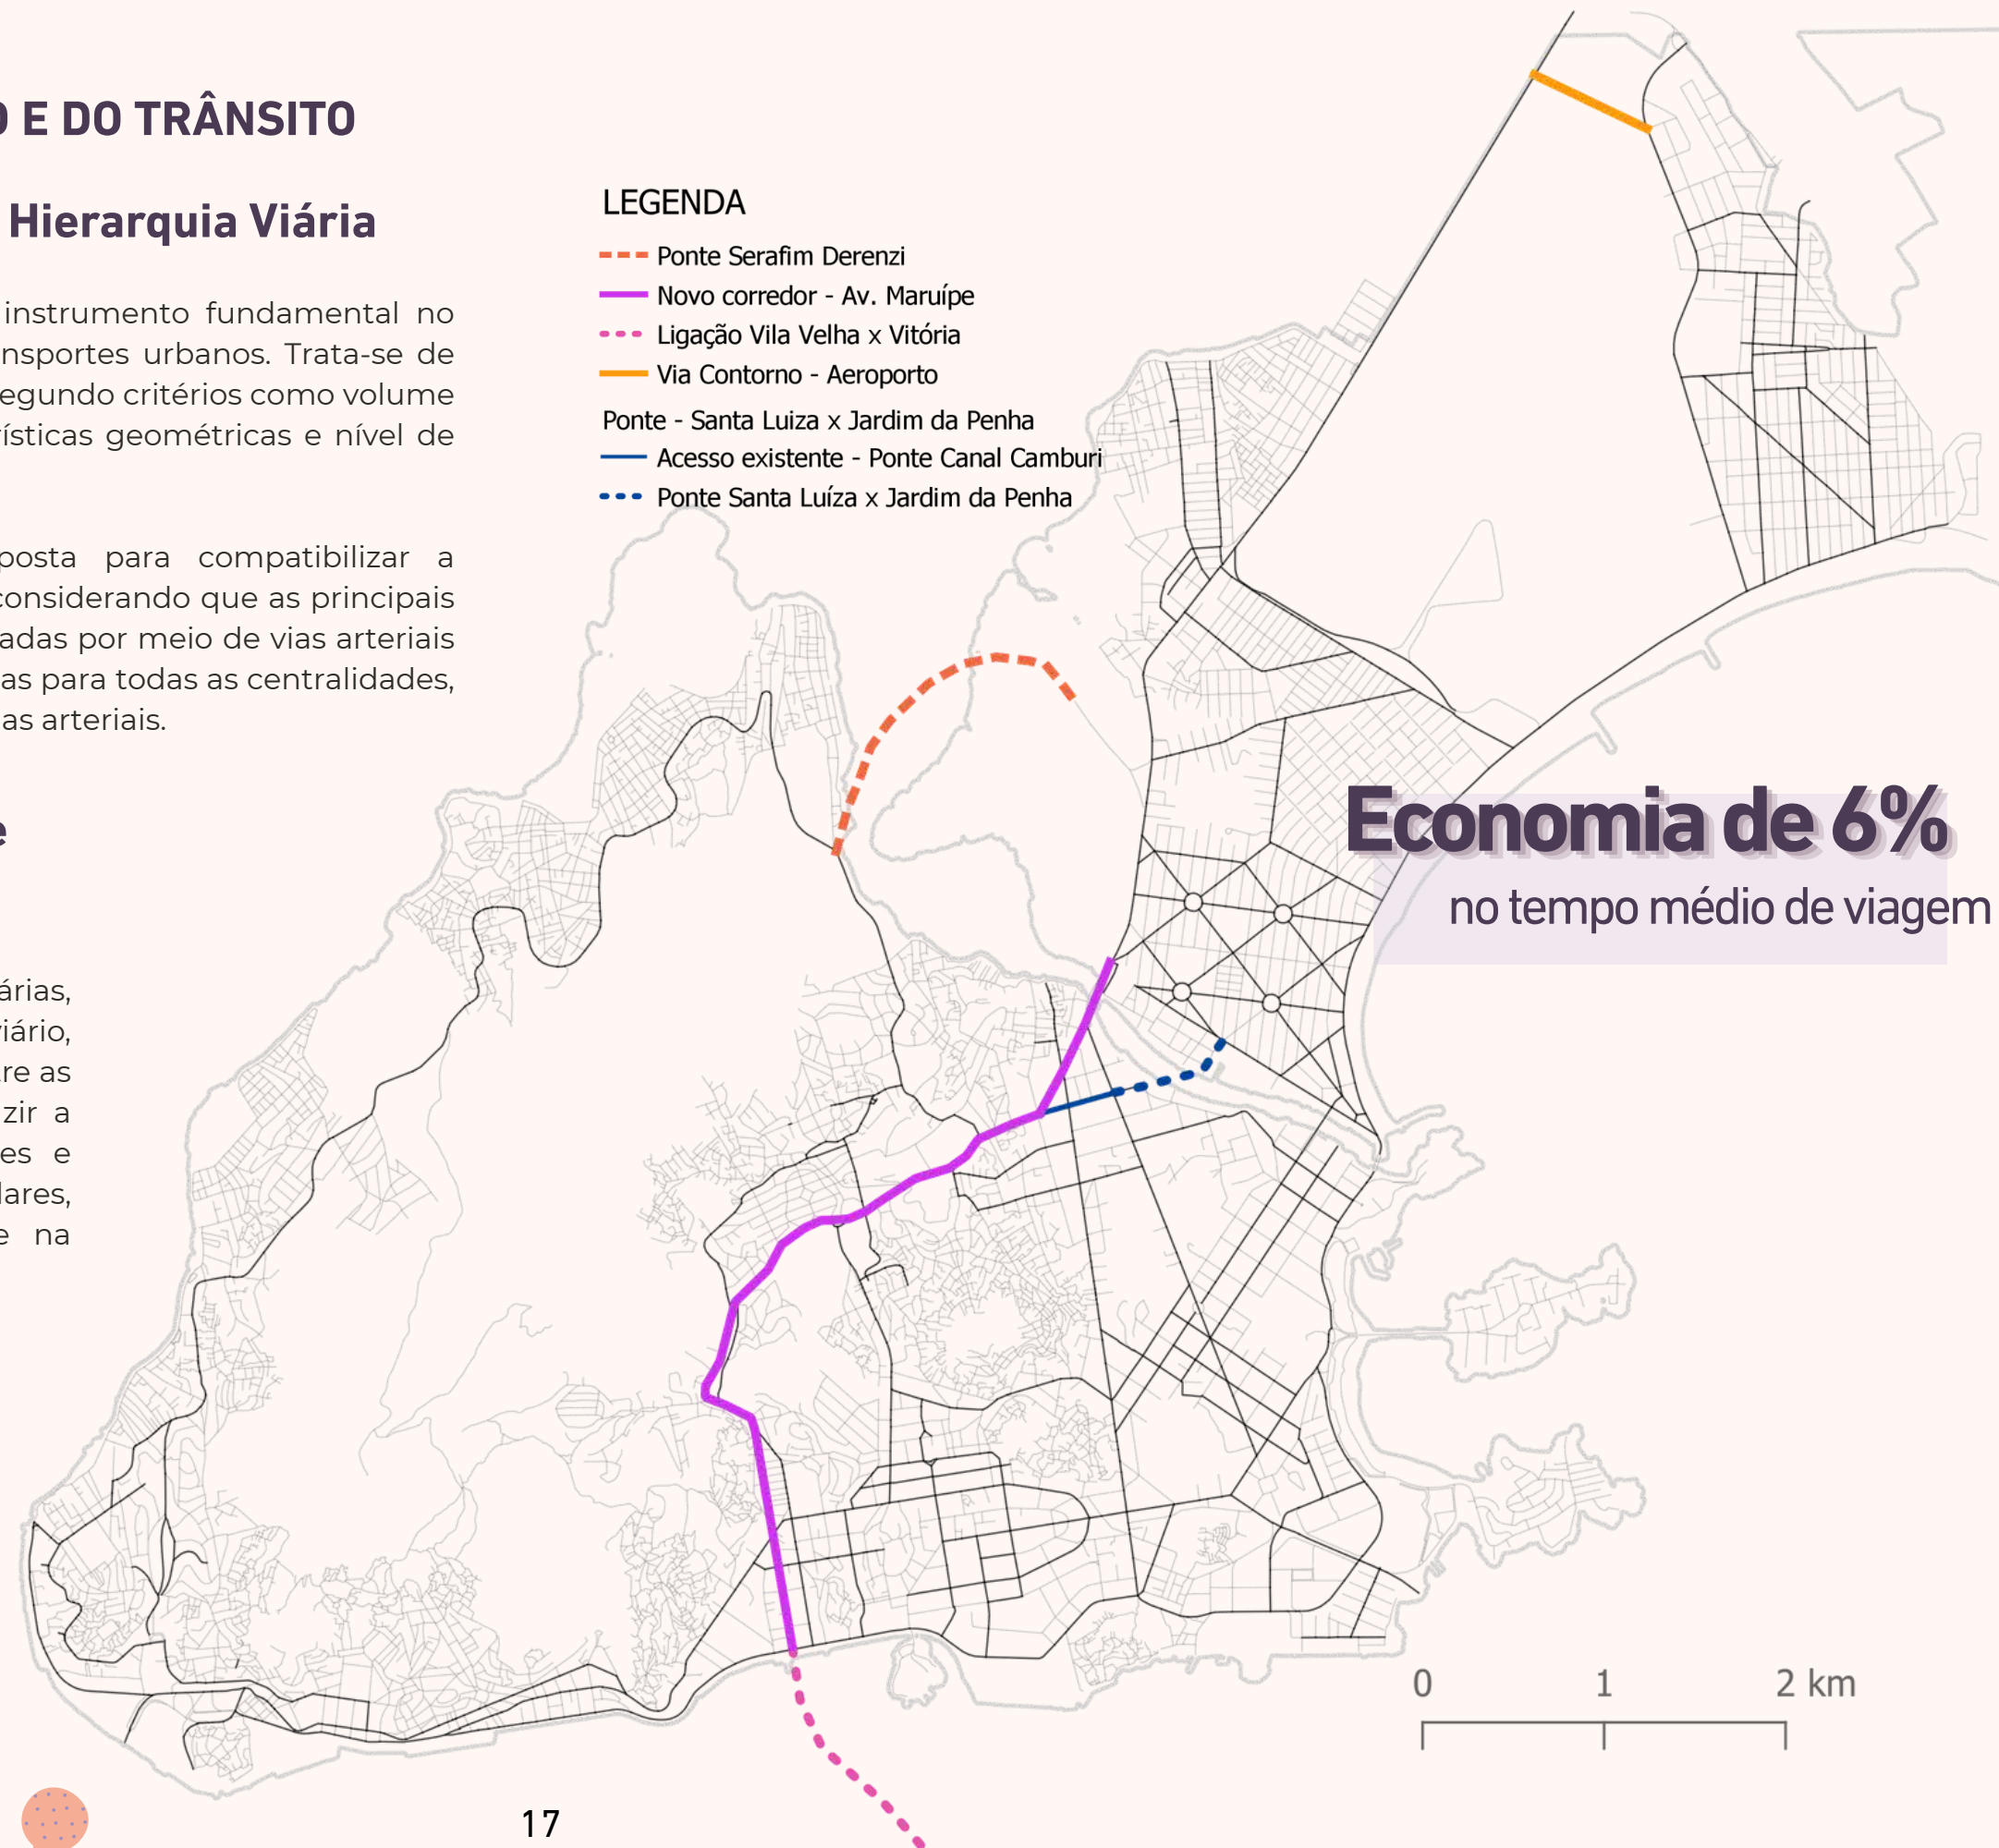 O E DO TRÂNSITO
Hierarquia Viária
instrumento fundamental no
nsportes urbanos. Trata-se de
egundo critérios como volume
ísticas geométricas e nível de
posta para compatibilizar a
considerando que as principais
adas por meio de vias arteriais
as para todas as centralidades,
as arteriais.
e
árias,
viário,
re as
zir a
es e
lares,
e na
LEGENDA
Ponte Serafim Derenzi
Novo corredor - Av. Maruípe
Ligação Vila Velha x Vitória
Via Contorno - Aeroporto
Ponte - Santa Luiza x Jardim da Penha
Acesso existente - Ponte Canal Camburi
Ponte Santa Luíza x Jardim da Penha
Economia de 6%
no tempo médio de viagem
0 1 2 km
17